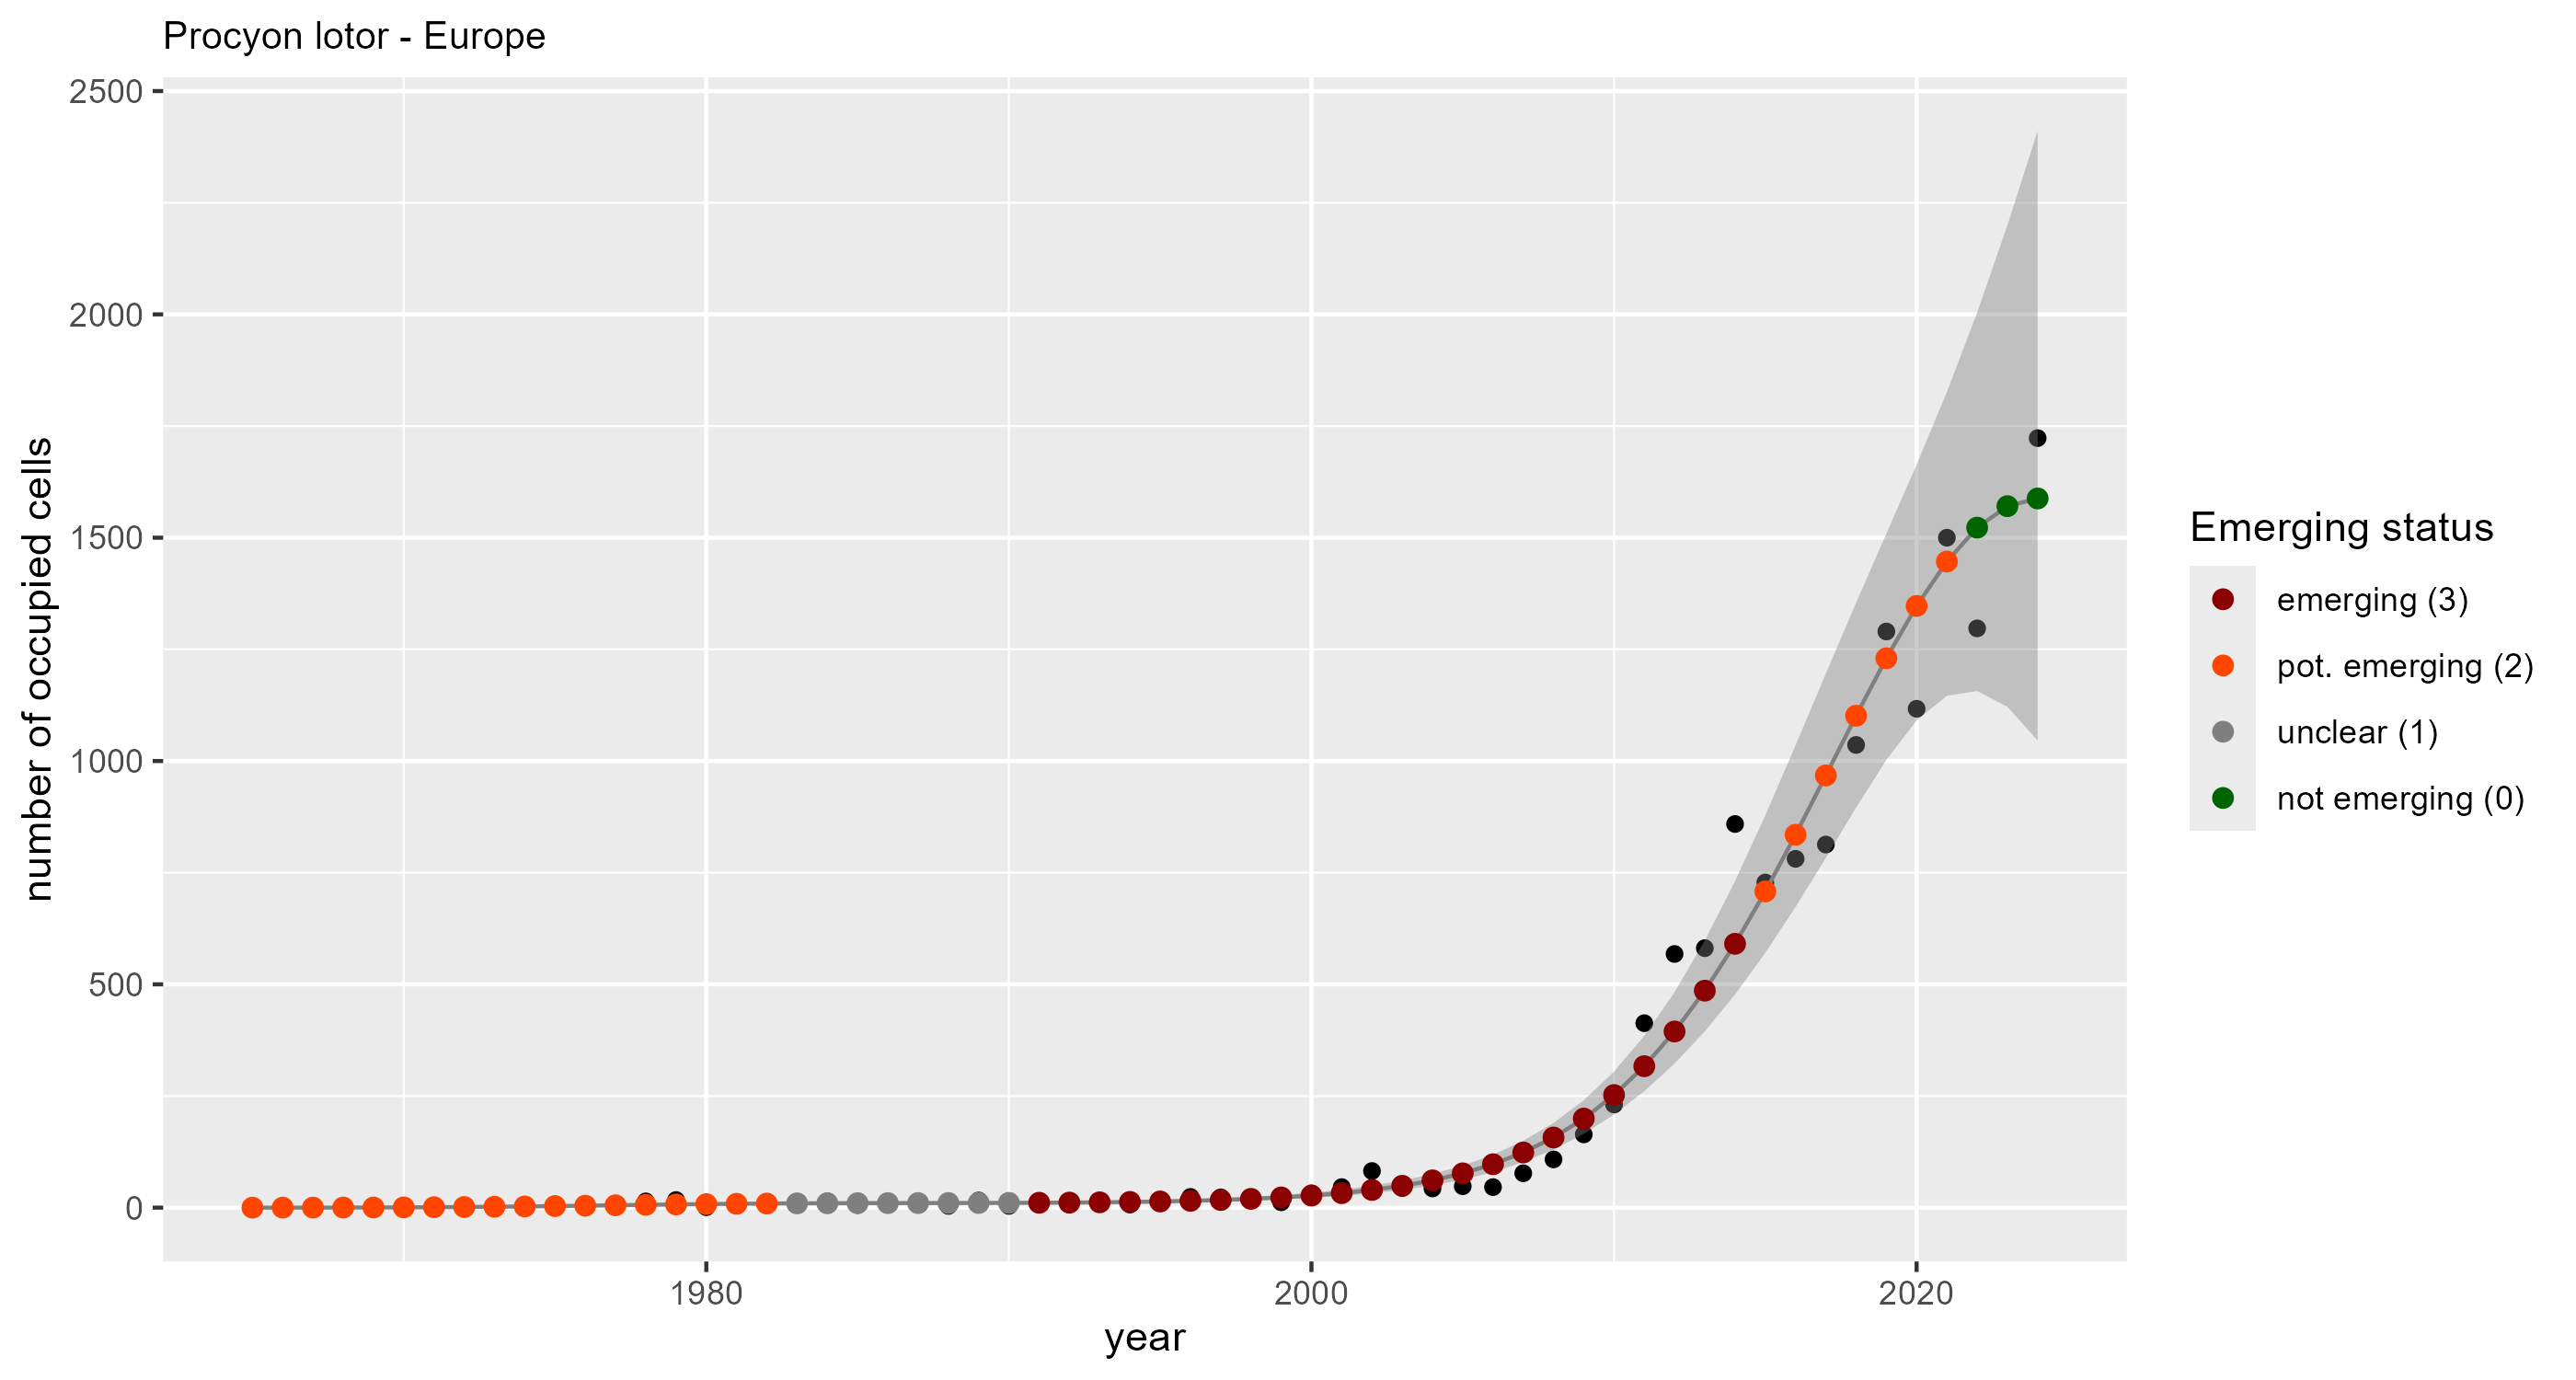 Procyon lotor - Europe
2500
2000
1500
1000
500
0
number of occupied cells
1980
2000
2020
year
Emerging status
emerging (3)
pot. emerging (2)
unclear (1)
not emerging (0)